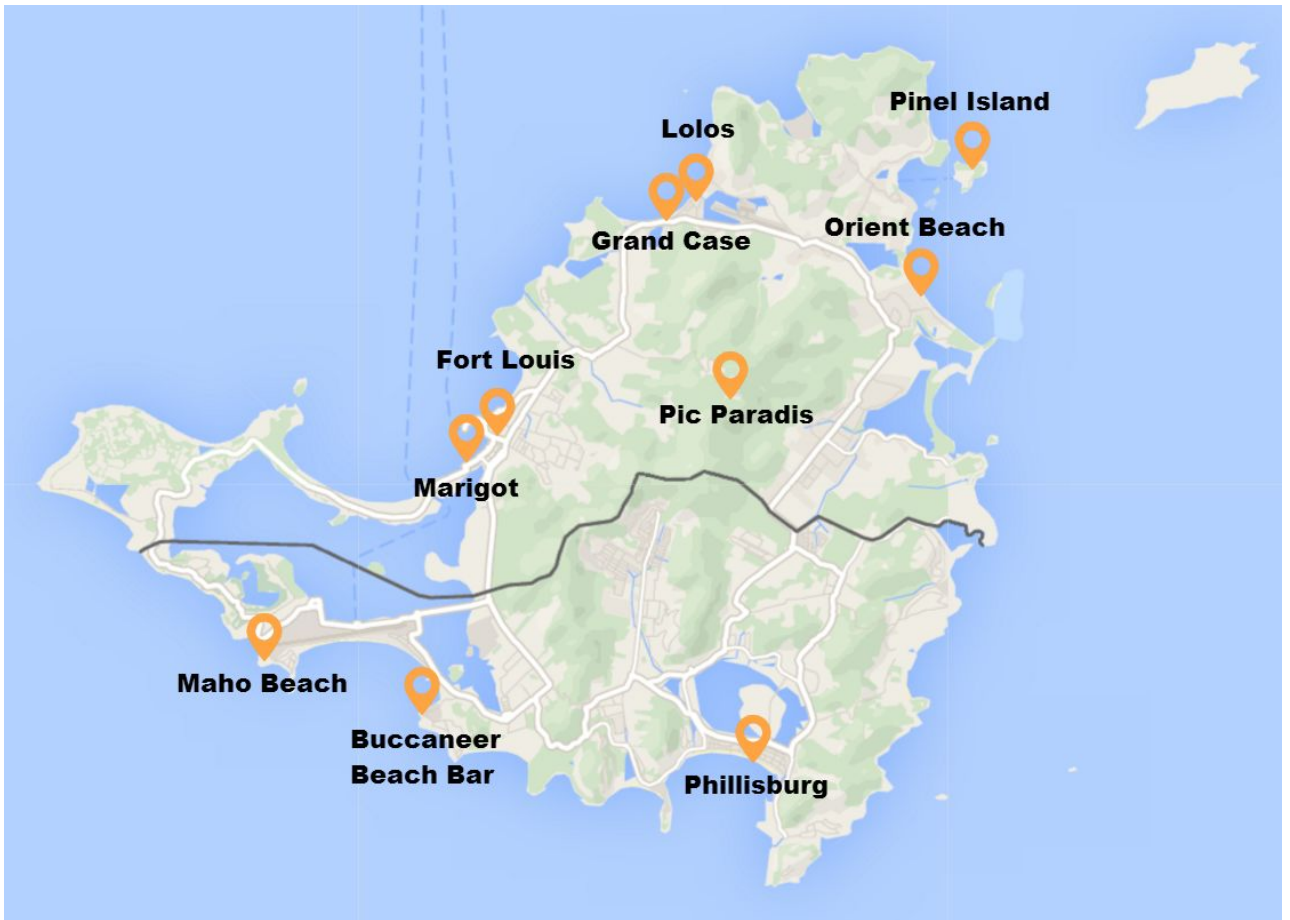 Pinel Island
Lolos
Orient Beach
Grand Case
Fort Louis
Pic Paradis
Marigot
Maho Beach
Buccaneer
Beach Bar
Phillisburg